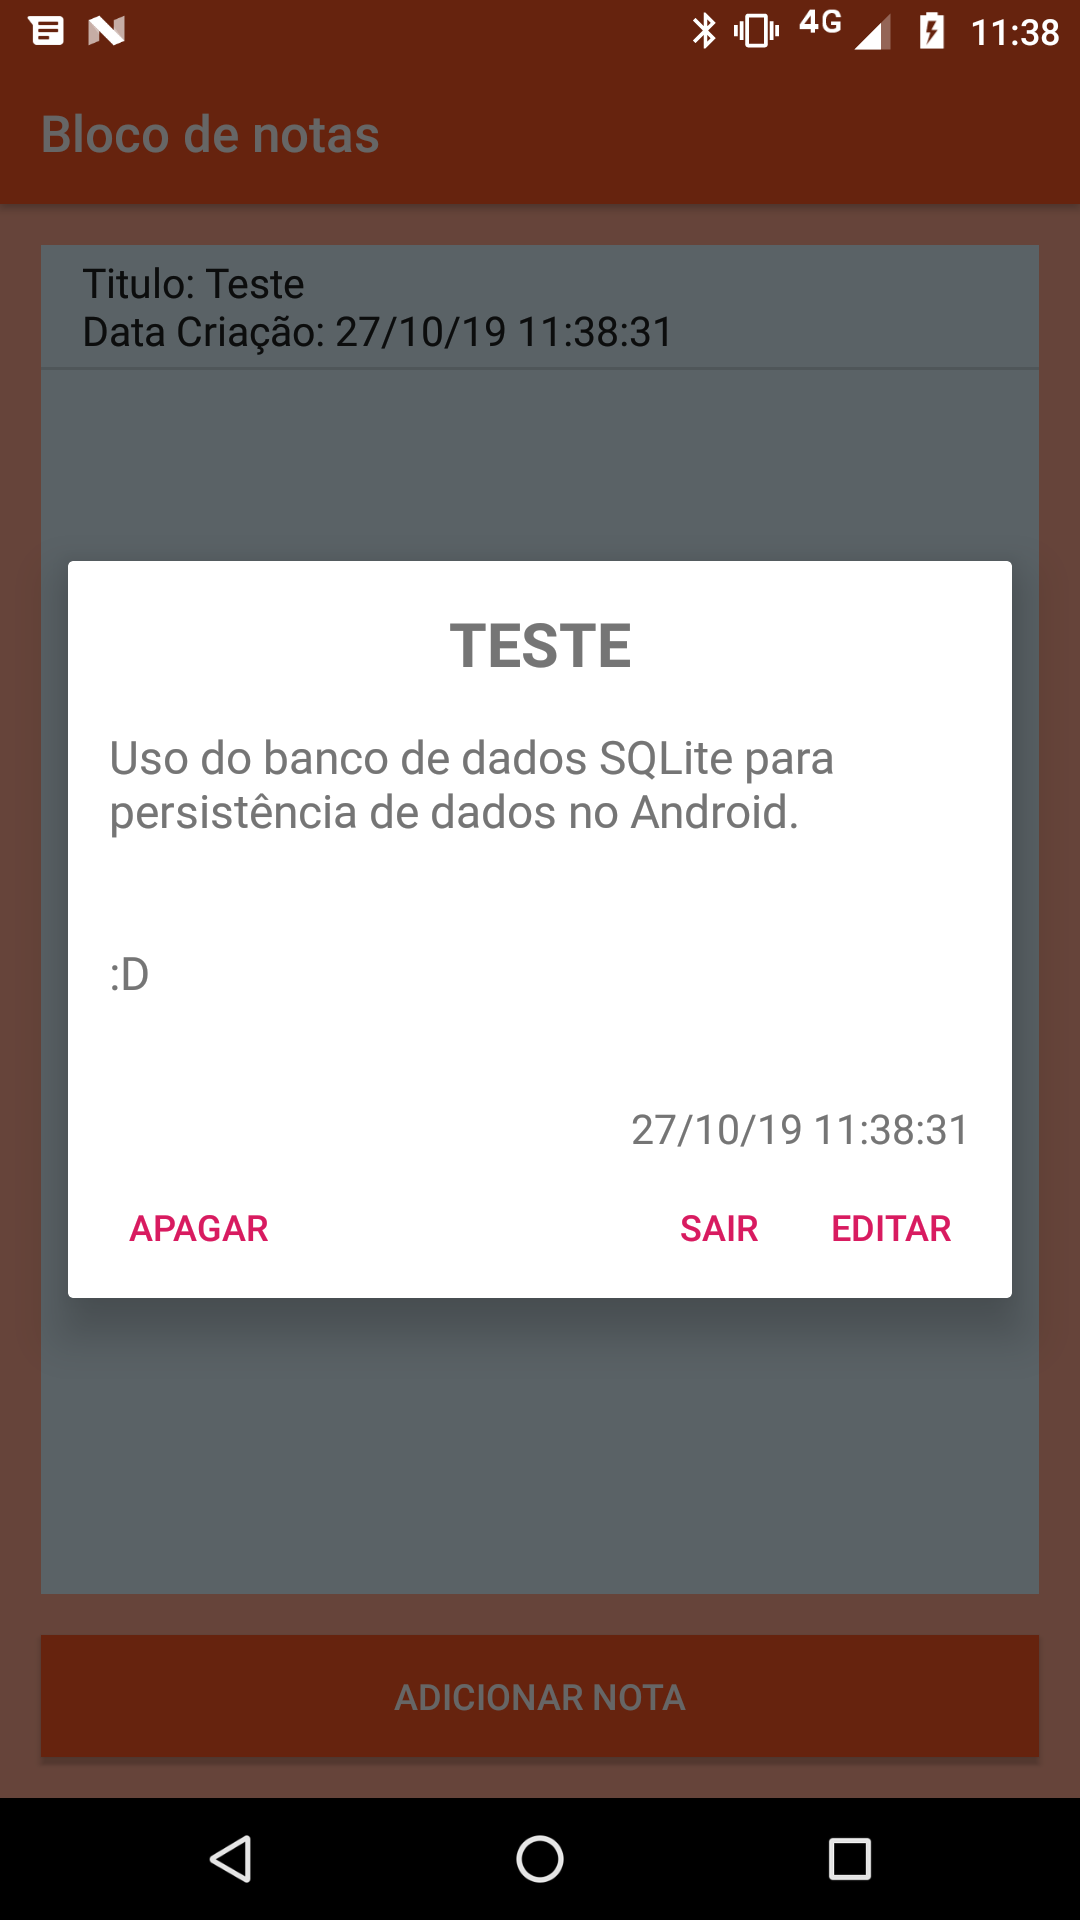 4G 11:38
Bloco de notas
Titulo: Teste
Data Criação: 27/10/19 11:38:31
TESTE
Uso do banco de dados SQLite para
persistência de dados no Android.
:D
27/10/19 11:38:31
APAGAR SAIR EDITAR
ADICIONAR NOTA